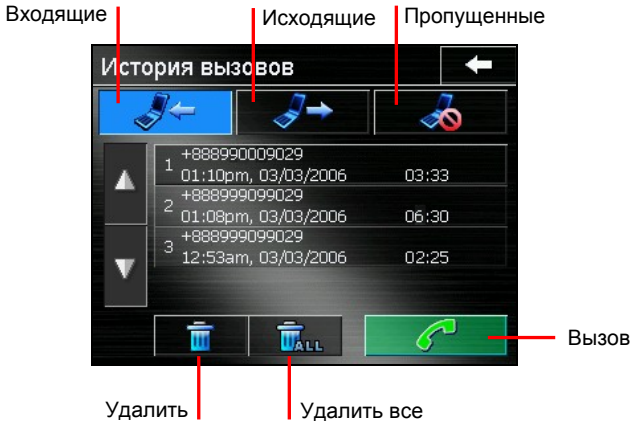 Входящие
Исходящие
Пропущенные
История вызовов
1 +888990009029
01:10pm, 03/03/2006 03:33
2 +888999099029
01:08pm, 03/03/2006 06:30
3 +888999099029
12:53am, 03/03/2006 02:25
ALL
Вызов
Удалить
Удалить все